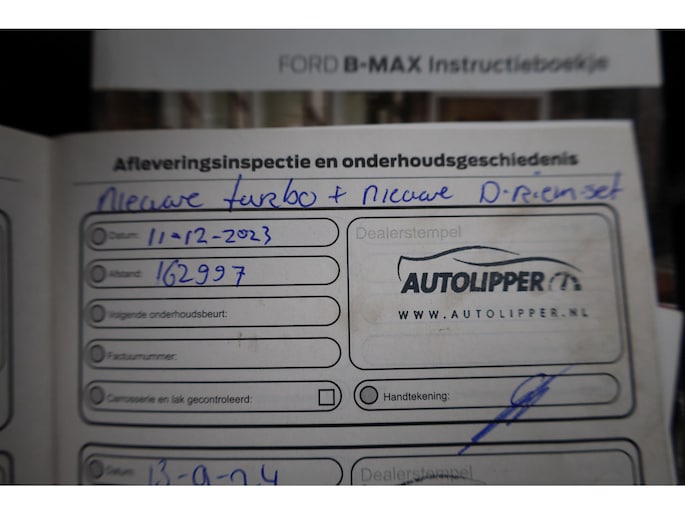 FORD B-MAX Instructieboekje
Afleveringsinspectie en onderhoudsgeschiedenis
nieuwe turbo + nieuwe D-riem set
Datum: 11-12-2023
Dealerstempel
Afstand: 162997
AUTOLIPPER
WWW.AUTOLIPPER.NL
Volgende onderhoudsbeurt:
Factuurnummer:
Carrosserie en lak gecontroleerd:
Handtekening:
Datum: 13-9-24
Dealerstempel